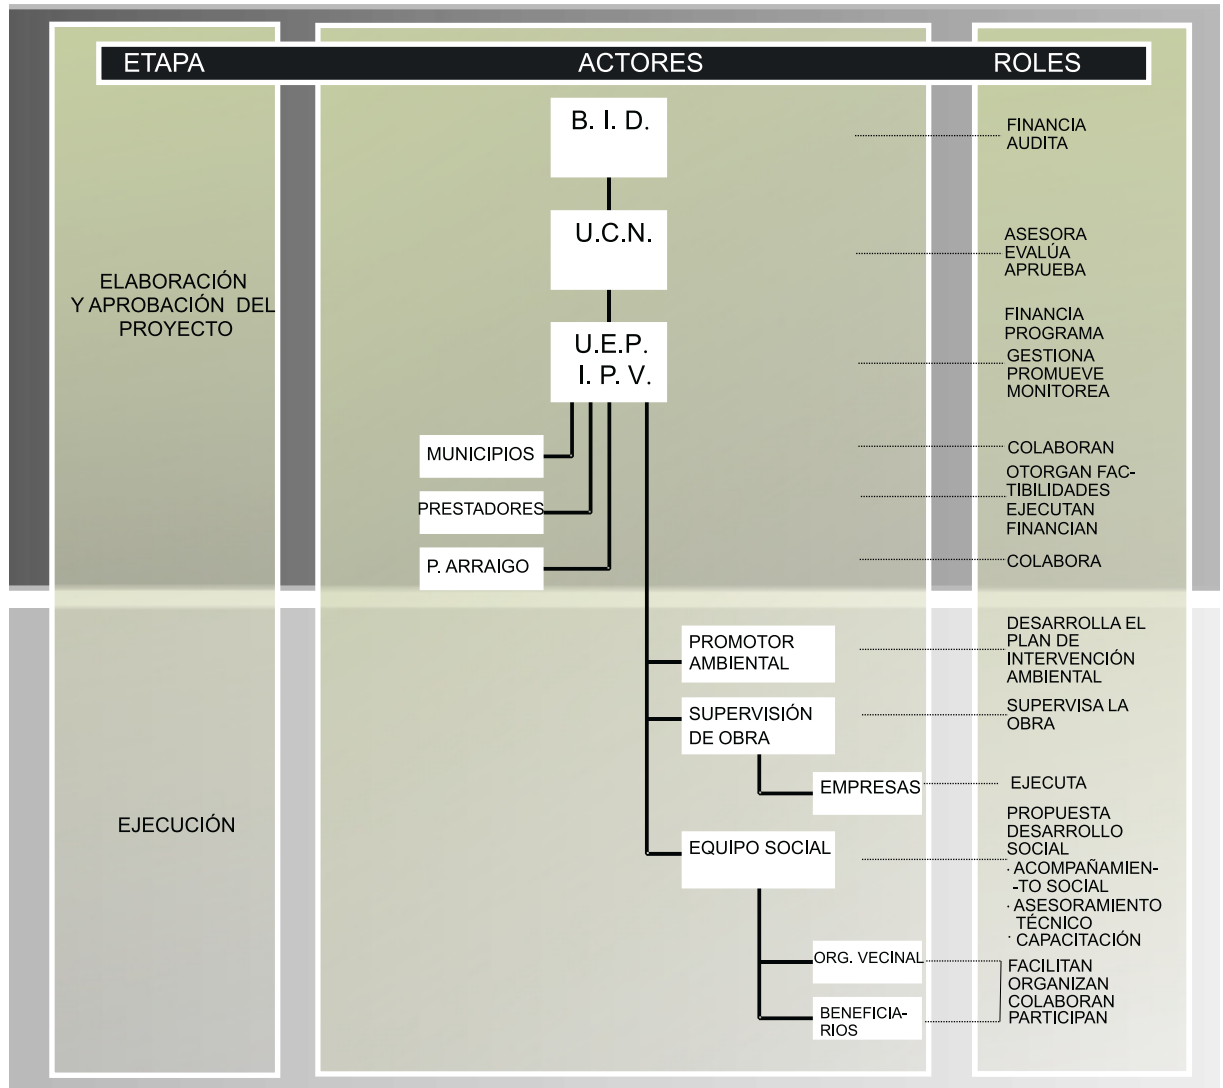 ETAPA
ACTORES
ROLES
B. I. D.
FINANCIA
AUDITA
U.C.N.
ASESORA
EVALÚA
APRUEBA
ELABORACIÓN
Y APROBACIÓN DEL
PROYECTO
U.E.P.
I. P. V.
FINANCIA
PROGRAMA
GESTIONA
PROMUEVE
MONITOREA
MUNICIPIOS
COLABORAN
PRESTADORES
OTORGAN FAC-
TIBILIDADES
EJECUTAN
FINANCIAN
P. ARRAIGO
COLABORA
PROMOTOR
AMBIENTAL
DESARROLLA EL
PLAN DE
INTERVENCIÓN
AMBIENTAL
SUPERVISIÓN
DE OBRA
SUPERVISA LA
OBRA
EMPRESAS
EJECUTA
EJECUCIÓN
EQUIPO SOCIAL
PROPUESTA
DESARROLLO
SOCIAL
· ACOMPAÑAMIEN-
-TO SOCIAL
· ASESORAMIENTO
TÉCNICO
· CAPACITACIÓN
ORG. VECINAL
BENEFICIA-
RIOS
FACILITAN
ORGANIZAN
COLABORAN
PARTICIPAN